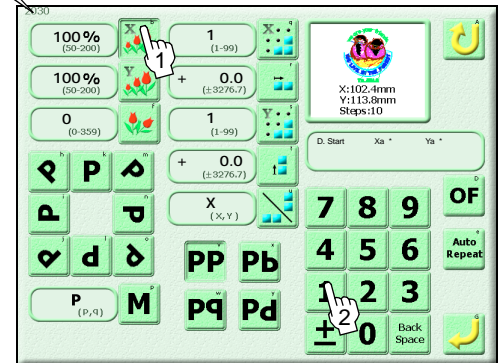 2030
100%
(50-200)
X
b
1
(1-99)
X
q
A
1
100%
(50-200)
Y
+ 0.0
(±3276.7)
r
X:102.4mm
Y:113.8mm
Steps:10
0
(0-359)
f
1
(1-99)
Y
s
D. Start Xa * Ya *
h
P
k
P
m
P
+ 0.0
(±3276.7)
t
i
P
n
P
X
(X,Y)
u
7
8
9
D
OF
j
P
l
P
o
P
PP
x
Pb
4
5
6
e
Auto
Repeat
P
(P,q)
p
M
w
Pq
y
Pd
1
2
3
2
±
0
Back
Space
G